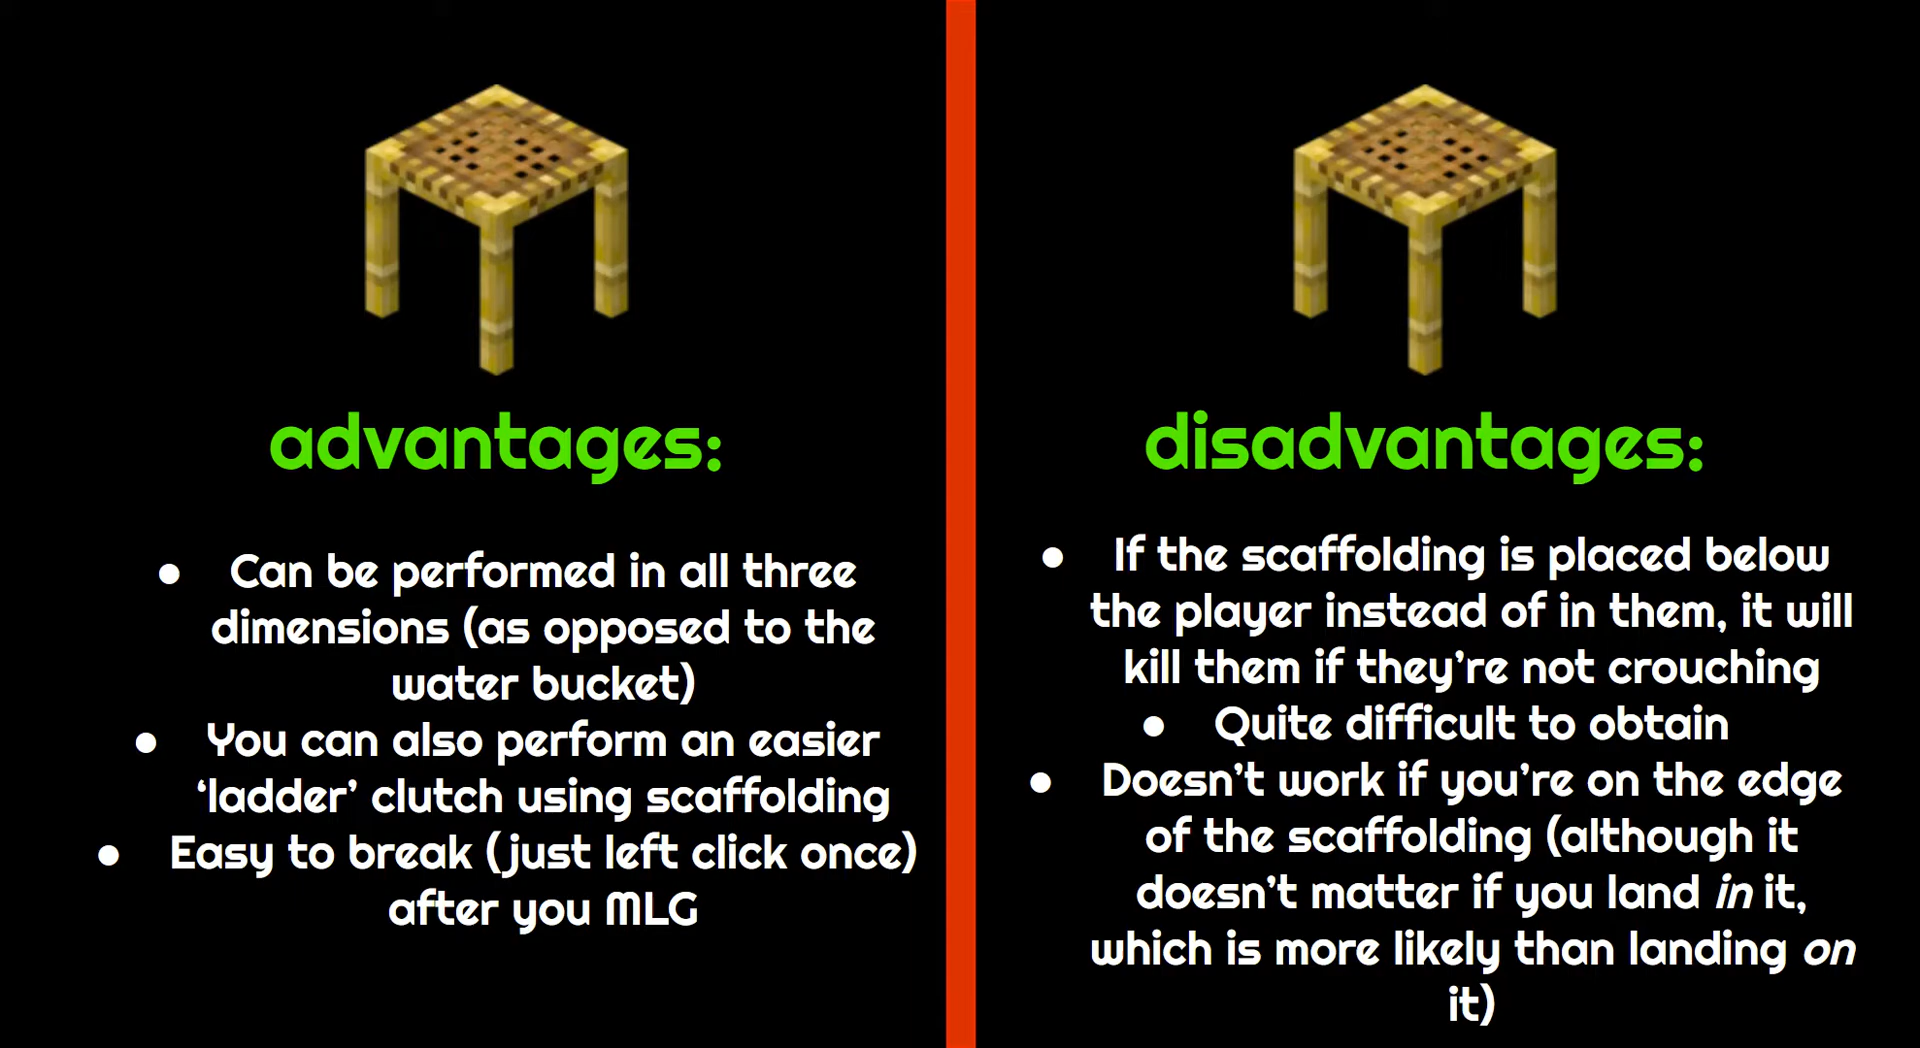 advantages:
● Can be performed in all three
dimensions (as opposed to the
water bucket)
● You can also perform an easier
‘ladder’ clutch using scaffolding
● Easy to break (just left click once)
after you MLG
disadvantages:
● If the scaffolding is placed below
the player instead of in them, it will
kill them if they’re not crouching
● Quite difficult to obtain
● Doesn’t work if you’re on the edge
of the scaffolding (although it
doesn’t matter if you land in it,
which is more likely than landing on
it)